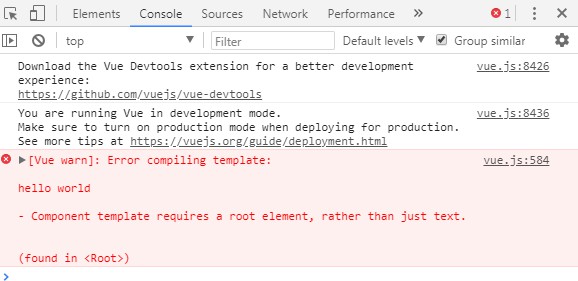 Elements Console Sources Network Performance » 1
top Filter Default levels ▼ Group similar
Download the Vue Devtools extension for a better development vue.js:8426
experience:
https://github.com/vuejs/vue-devtools
You are running Vue in development mode. vue.js:8436
Make sure to turn on production mode when deploying for production.
See more tips at https://vuejs.org/guide/deployment.html
▶[Vue warn]: Error compiling template: vue.js:584
hello world
- Component template requires a root element, rather than just text.
(found in <Root>)